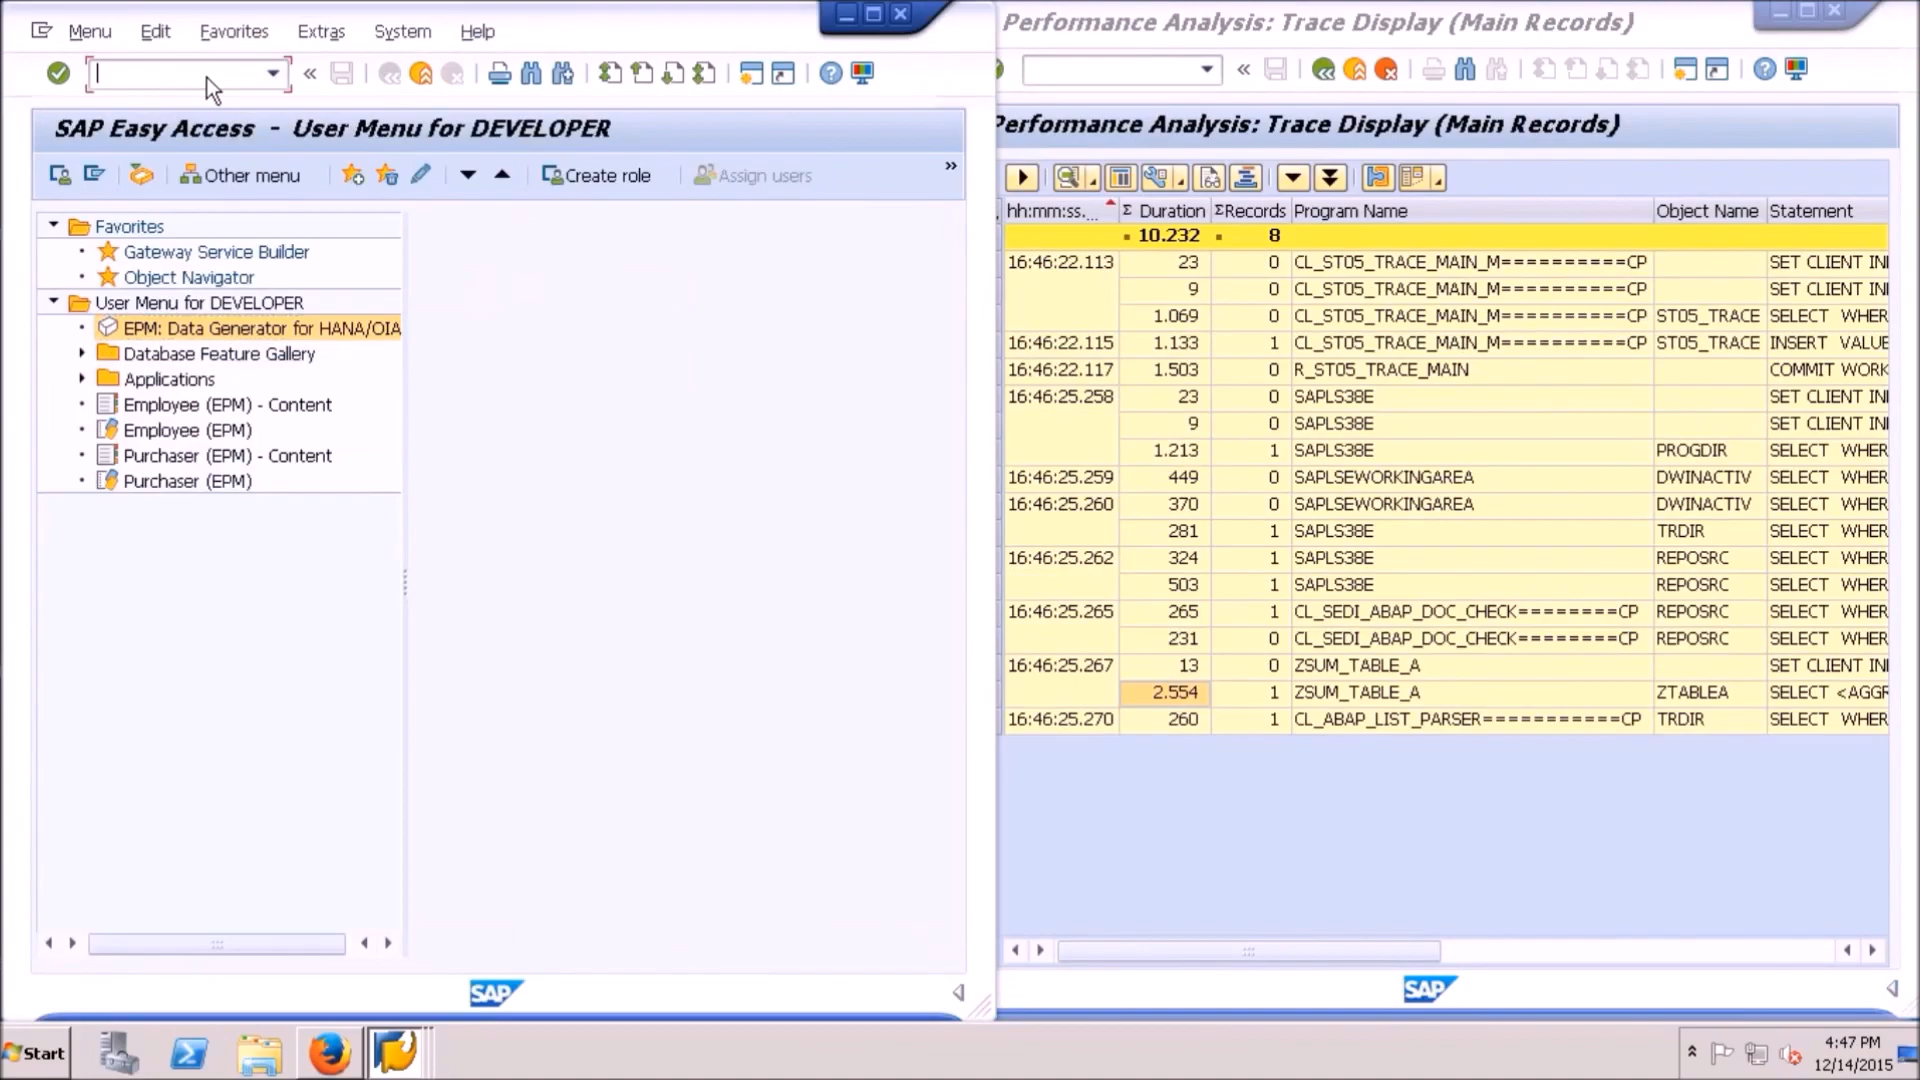 Menu Edit Favorites Extras System Help
SAP Easy Access - User Menu for DEVELOPER
Other menu Create role Assign users »
Favorites
Gateway Service Builder
Object Navigator
User Menu for DEVELOPER
EPM: Data Generator for HANA/OIA
Database Feature Gallery
Applications
Employee (EPM) - Content
Employee (EPM)
Purchaser (EPM) - Content
Purchaser (EPM)
SAP
Performance Analysis: Trace Display (Main Records)
Performance Analysis: Trace Display (Main Records)
hh:mm:ss.... Σ Duration ΣRecords Program Name Object Name Statement
10.232 8
16:46:22.113 23 0 CL_ST05_TRACE_MAIN_M==========CP SET CLIENT IN
9 0 CL_ST05_TRACE_MAIN_M==========CP SET CLIENT IN
1.069 0 CL_ST05_TRACE_MAIN_M==========CP ST05_TRACE SELECT WHER
16:46:22.115 1.133 1 CL_ST05_TRACE_MAIN_M==========CP ST05_TRACE INSERT VALUE
16:46:22.117 1.503 0 R_ST05_TRACE_MAIN COMMIT WORK
16:46:25.258 23 0 SAPLS38E SET CLIENT IN
9 0 SAPLS38E SET CLIENT IN
1.213 1 SAPLS38E PROGDIR SELECT WHER
16:46:25.259 449 0 SAPLSEWORKINGAREA DWINACTIV SELECT WHER
16:46:25.260 370 0 SAPLSEWORKINGAREA DWINACTIV SELECT WHER
281 1 SAPLS38E TRDIR SELECT WHER
16:46:25.262 324 1 SAPLS38E REPOSRC SELECT WHER
503 1 SAPLS38E REPOSRC SELECT WHER
16:46:25.265 265 1 CL_SEDI_ABAP_DOC_CHECK========CP REPOSRC SELECT WHER
231 0 CL_SEDI_ABAP_DOC_CHECK========CP REPOSRC SELECT WHER
16:46:25.267 13 0 ZSUM_TABLE_A SET CLIENT IN
2.554 1 ZSUM_TABLE_A ZTABLEA SELECT <AGGR
16:46:25.270 260 1 CL_ABAP_LIST_PARSER===========CP TRDIR SELECT WHER
SAP
Start
4:47 PM
12/14/2015